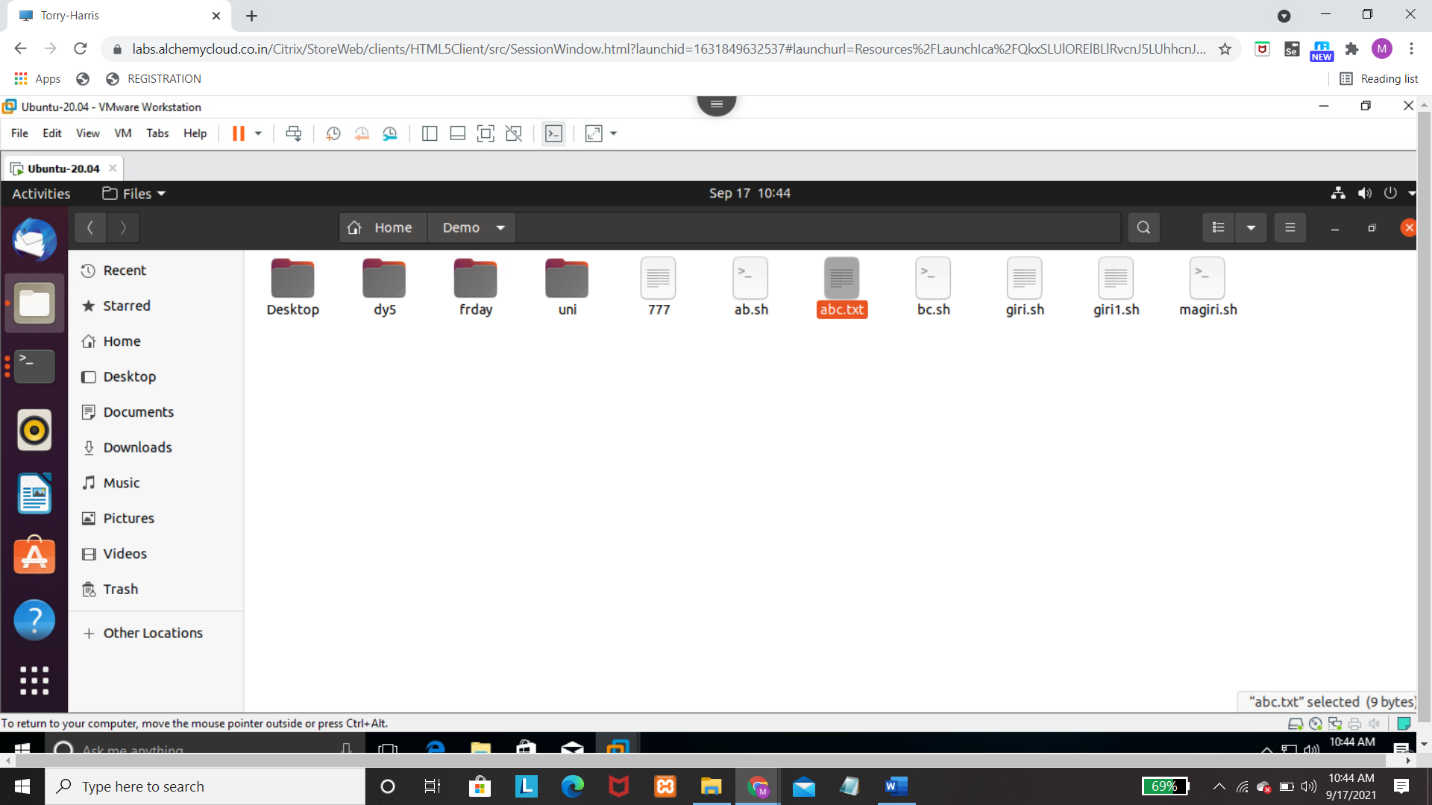 Torry-Harris
labs.alchemycloud.co.in/Citrix/StoreWeb/clients/HTML5Client/src/SessionWindow.html?launchid=1631849632537#launchurl=Resources%2FLaunchIca%2FQkxSLUlORElBLlRvcnJ5LUhhcnJ...
Se
NEW
M
Apps
REGISTRATION
Reading list
Ubuntu-20.04 - VMware Workstation
File Edit View VM Tabs Help
Ubuntu-20.04
Activities Files Sep 17 10:44
Home Demo
Recent
Starred
Home
Desktop
Documents
Downloads
Music
Pictures
Videos
Trash
+ Other Locations
Desktop dy5 frday uni 777 ab.sh abc.txt bc.sh giri.sh giri1.sh magiri.sh
"abc.txt" selected (9 bytes)
To return to your computer, move the mouse pointer outside or press Ctrl+Alt.
Ask me anything
10:44 AM
Type here to search
L
W
69%
10:44 AM
9/17/2021